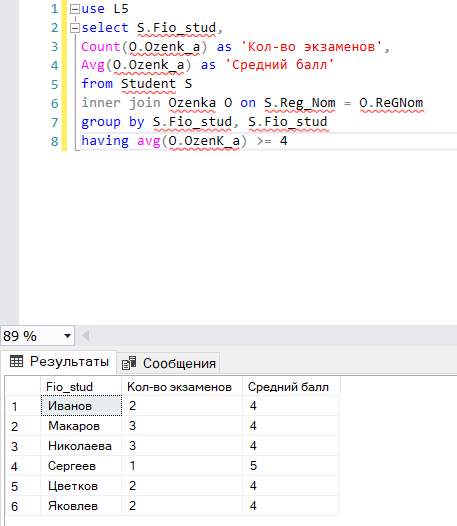 1 use L5
2 select S.Fio_stud,
3 Count(O.Ozenk_a) as 'Кол-во экзаменов',
4 Avg(O.Ozenk_a) as 'Средний балл'
5 from Student S
6 inner join Ozenka O on S.Reg_Nom = O.ReGNom
7 group by S.Fio_stud, S.Fio_stud
8 having avg(O.OzenK_a) >= 4
89 %
Результаты Сообщения
Fio_stud Кол-во экзаменов Средний балл
1 Иванов 2 4
2 Макаров 3 4
3 Николаева 3 4
4 Сергеев 1 5
5 Цветков 2 4
6 Яковлев 2 4